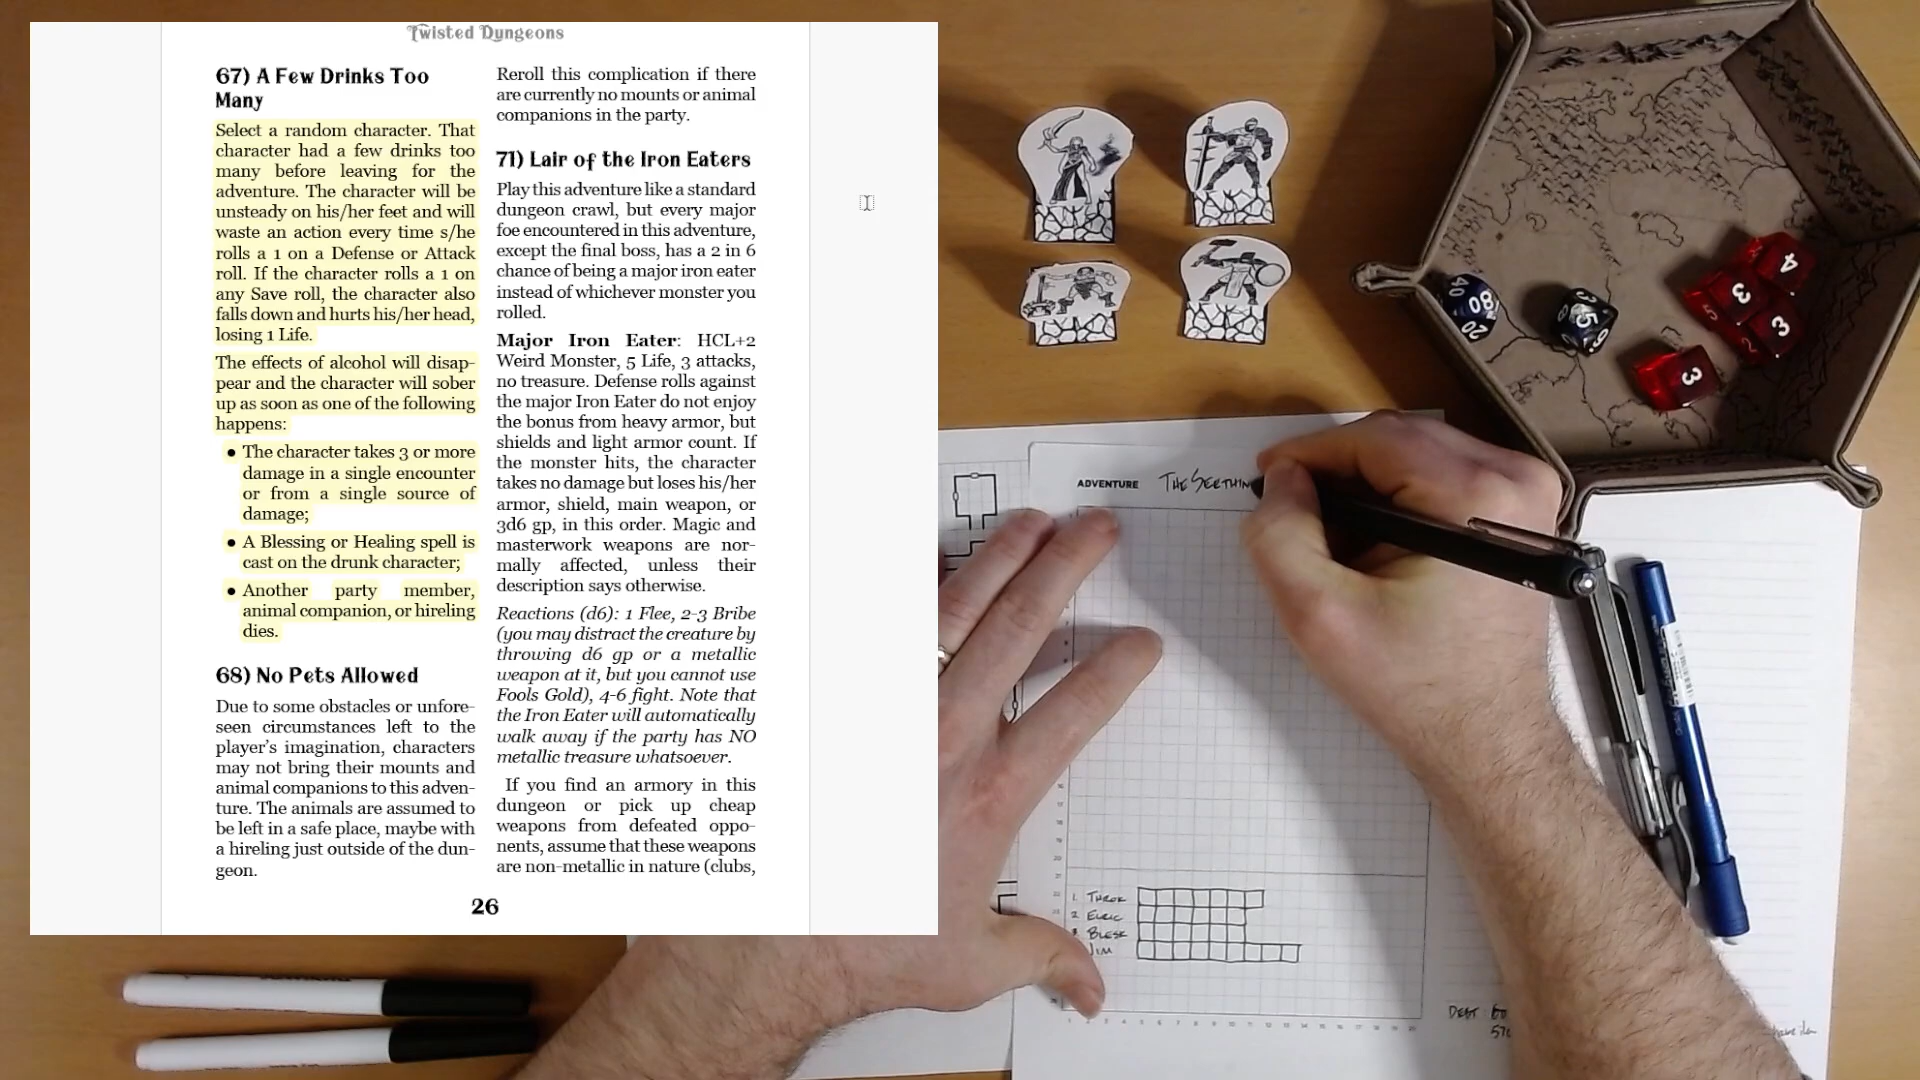 Twisted Dungeons
67) A Few Drinks Too
Many
Select a random character. That
character had a few drinks too
many before leaving for the
adventure. The character will be
unsteady on his/her feet and will
waste an action every time s/he
rolls a 1 on a Defense or Attack
roll. If the character rolls a 1 on
any Save roll, the character also
falls down and hurts his/her head,
losing 1 Life.
The effects of alcohol will disap-
pear and the character will sober
up as soon as one of the following
happens:
● The character takes 3 or more
damage in a single encounter
or from a single source of
damage;
● A Blessing or Healing spell is
cast on the drunk character;
● Another party member,
animal companion, or hireling
dies.
68) No Pets Allowed
Due to some obstacles or unfore-
seen circumstances left to the
player's imagination, characters
may not bring their mounts and
animal companions to this adven-
ture. The animals are assumed to
be left in a safe place, maybe with
a hireling just outside of the dun-
geon.
Reroll this complication if there
are currently no mounts or animal
companions in the party.
71) Lair of the Iron Eaters
Play this adventure like a standard
dungeon crawl, but every major
foe encountered in this adventure,
except the final boss, has a 2 in 6
chance of being a major iron eater
instead of whichever monster you
rolled.
Major Iron Eater: HCL+2
Weird Monster, 5 Life, 3 attacks,
no treasure. Defense rolls against
the major Iron Eater do not enjoy
the bonus from heavy armor, but
shields and light armor count. If
the monster hits, the character
takes no damage but loses his/her
armor, shield, main weapon, or
3d6 gp, in this order. Magic and
masterwork weapons are nor-
mally affected, unless their
description says otherwise.
Reactions (d6): 1 Flee, 2-3 Bribe
(you may distract the creature by
throwing d6 gp or a metallic
weapon at it, but you cannot use
Fools Gold), 4-6 fight. Note that
the Iron Eater will automatically
walk away if the party has NO
metallic treasure whatsoever.
If you find an armory in this
dungeon or pick up cheap
weapons from defeated oppo-
nents, assume that these weapons
are non-metallic in nature (clubs,
26
40
80
20
5
4
3
3
3
ADVENTURE THE SEETHIN
1. THROK
2 ELRIC
3 BLESK
JIM
DEBT